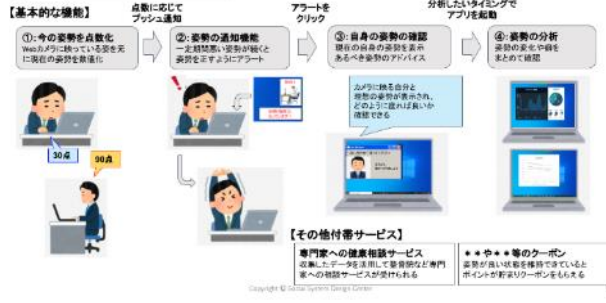 【基本的な機能】
点数に応じて
プッシュ通知
アラートを
クリック
分析したいタイミングで
アプリを起動
①:今の姿勢を点数化
Webカメラに映っている姿を元
に現在の姿勢を数値化
②:姿勢の通知機能
一定期間悪い姿勢が続くと
姿勢を正すようにアラート
③:自身の姿勢の確認
現在の自身の姿勢を表示
あるべき姿勢のアドバイス
④:姿勢の分析
姿勢の変化や癖を
まとめて確認
カメラに映る自分と
理想の姿勢が表示され、
どのように座れば良いか
確認できる
30点
90点
【その他付帯サービス】
専門家への健康相談サービス
収集したデータを活用して整骨院など専門
家への相談サービスが受けられる
＊＊や＊＊等のクーポン
姿勢が良い状態を維持できていると
ポイントが貯まりクーポンをもらえる
Copyright © Global System Design Center